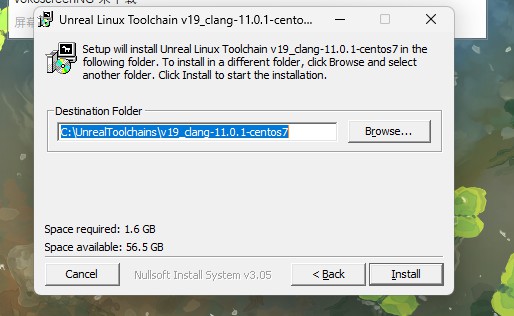 Unreal Linux Toolchain v19_clang-11.0.1-cento...
Setup will install Unreal Linux Toolchain v19_clang-11.0.1-centos7 in the
following folder. To install in a different folder, click Browse and select
another folder. Click Install to start the installation.
Destination Folder
C:\UnrealToolchains\v19_clang-11.0.1-centos7
Browse...
Space required: 1.6 GB
Space available: 56.5 GB
Cancel
Nullsoft Install System v3.05
< Back
Install